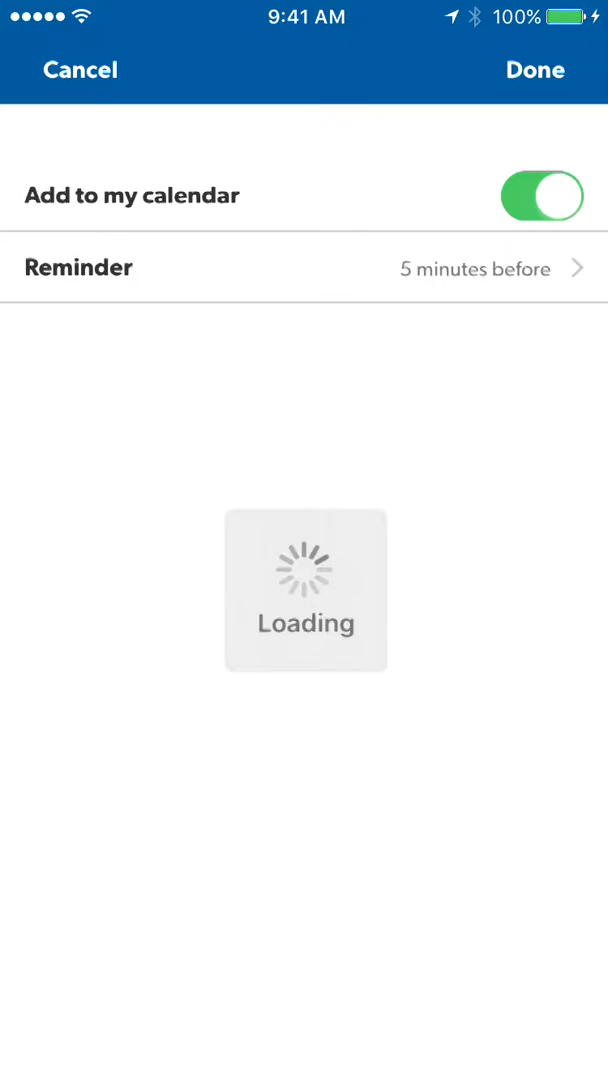 9:41 AM 100%
Cancel Done
Add to my calendar
Reminder 5 minutes before
Loading